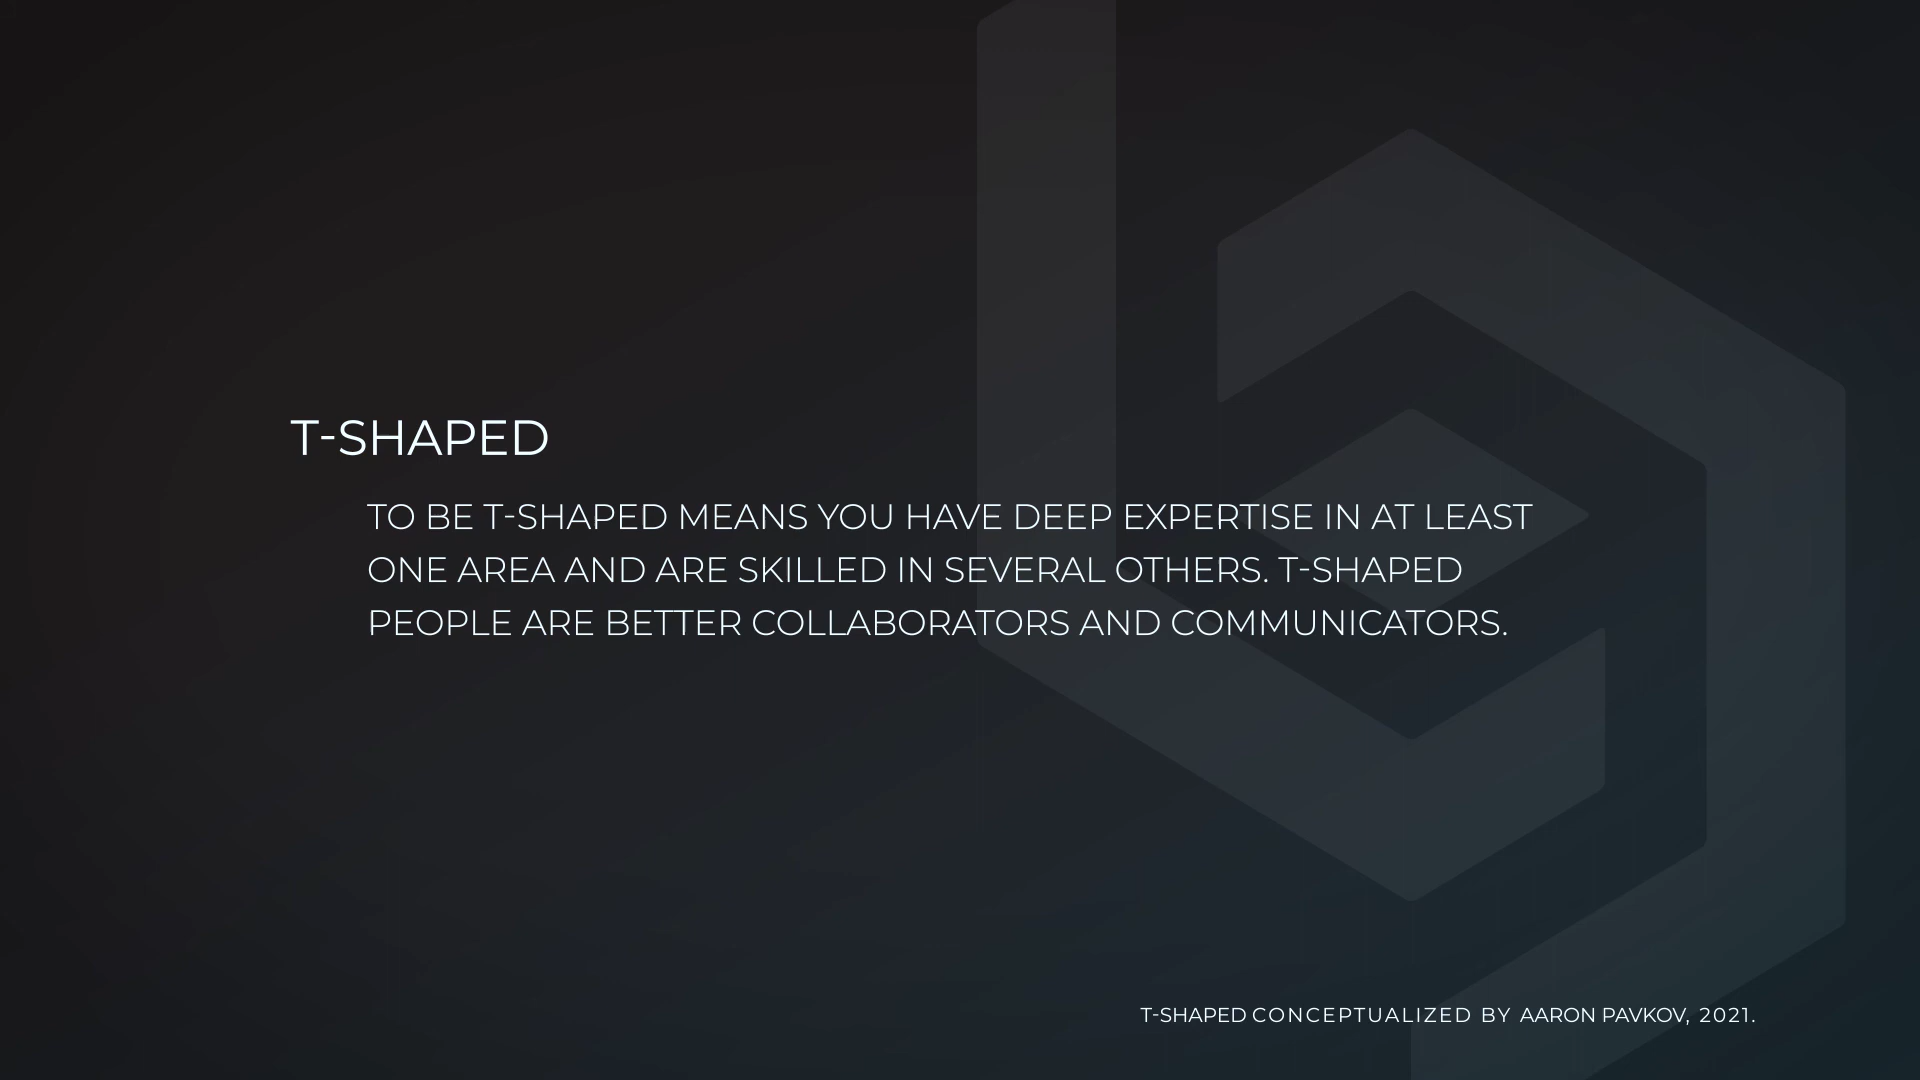 T-SHAPED
TO BE T-SHAPED MEANS YOU HAVE DEEP EXPERTISE IN AT LEAST
ONE AREA AND ARE SKILLED IN SEVERAL OTHERS. T-SHAPED
PEOPLE ARE BETTER COLLABORATORS AND COMMUNICATORS.
T-SHAPED CONCEPTUALIZED BY AARON PAVKOV, 2021.